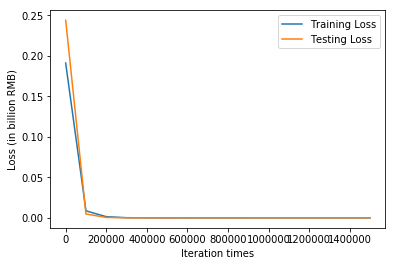 0.25
Training Loss
Testing Loss
0.20
0.15
0.10
0.05
0.00
Loss (in billion RMB)
0 200000 400000 600000 800000 1000000 1200000 1400000
Iteration times